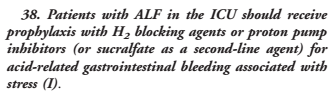 38. Patients with ALF in the ICU should receive
prophylaxis with H₂ blocking agents or proton pump
inhibitors (or sucralfate as a second-line agent) for
acid-related gastrointestinal bleeding associated with
stress (I).